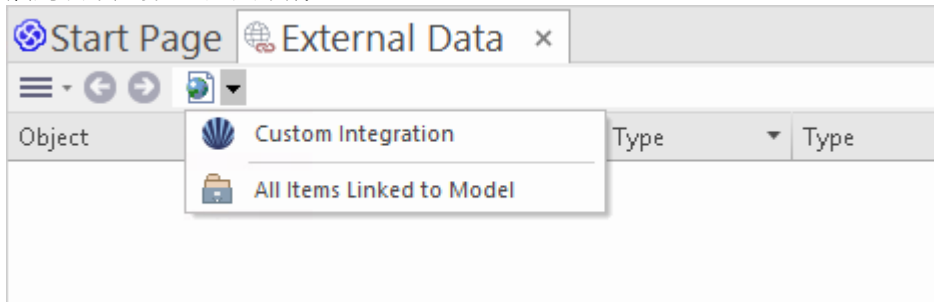 Start Page External Data ×
Custom Integration
Object Type Type
All Items Linked to Model